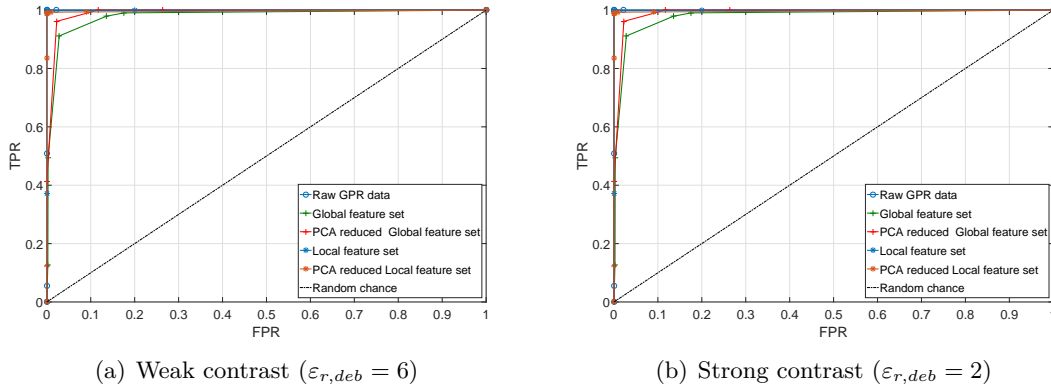 1
0.8
0.6
0.4
0.2
0
TPR
0 0.1 0.2 0.3 0.4 0.5 0.6 0.7 0.8 0.9 1
FPR
Raw GPR data
Global feature set
PCA reduced Global feature set
Local feature set
PCA reduced Local feature set
Random chance
(a) Weak contrast (εr,deb = 6)
1
0.8
0.6
0.4
0.2
0
TPR
0 0.1 0.2 0.3 0.4 0.5 0.6 0.7 0.8 0.9 1
FPR
Raw GPR data
Global feature set
PCA reduced Global feature set
Local feature set
PCA reduced Local feature set
Random chance
(b) Strong contrast (εr,deb = 2)